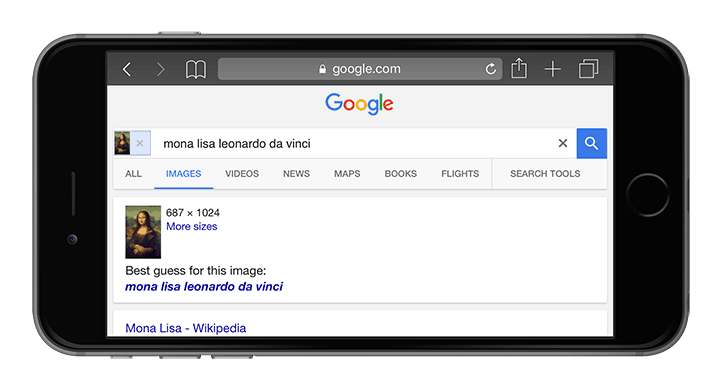 google.com
Google
mona lisa leonardo da vinci
ALL IMAGES VIDEOS NEWS MAPS BOOKS FLIGHTS SEARCH TOOLS
687 × 1024
More sizes
Best guess for this image:
mona lisa leonardo da vinci
Mona Lisa - Wikipedia